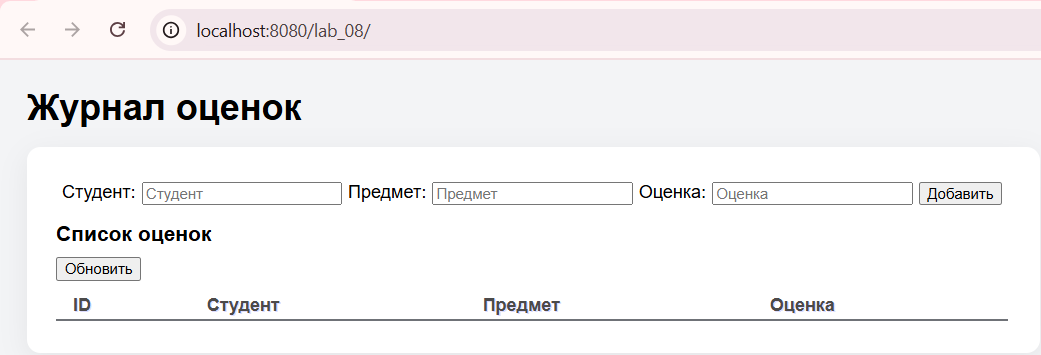 localhost:8080/lab_08/
Журнал оценок
Студент: Студент Предмет: Предмет Оценка: Оценка Добавить
Список оценок
Обновить
ID Студент Предмет Оценка